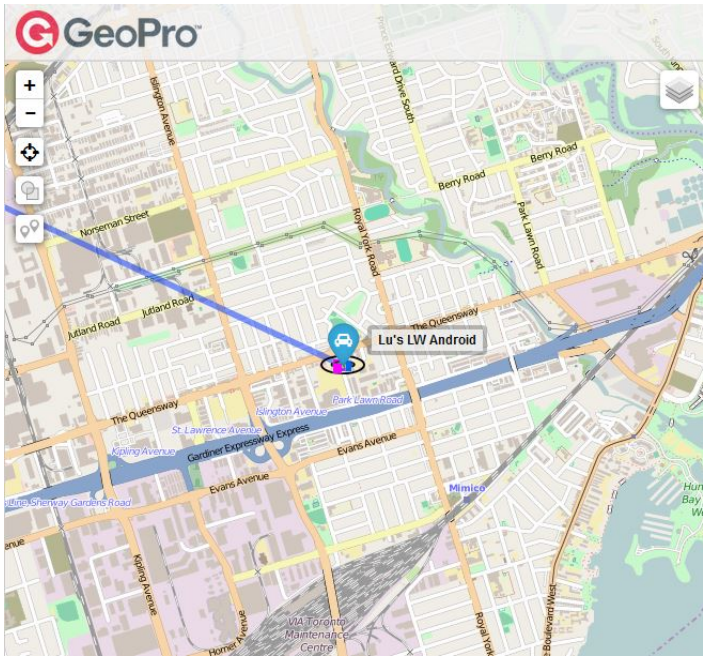 GeoPro™
Islington Avenue
Prince Edward Drive South
+
−
Berry Road
Berry Road
Norseman Street
Royal York Road
Park Lawn Road
Jutland Road
Jutland Road
The Queensway
Lu's LW Android
The Queensway
Park Lawn Road
Islington Avenue
St. Lawrence Avenue
Gardiner Expressway Express
Kipling Avenue
Evans Avenue
Evans Avenue
Line, Sherway Gardens Road
Mimico
Kipling Avenue
Horner Avenue
VIA Toronto
Maintenance
Centre
Royal York
Boulevard West